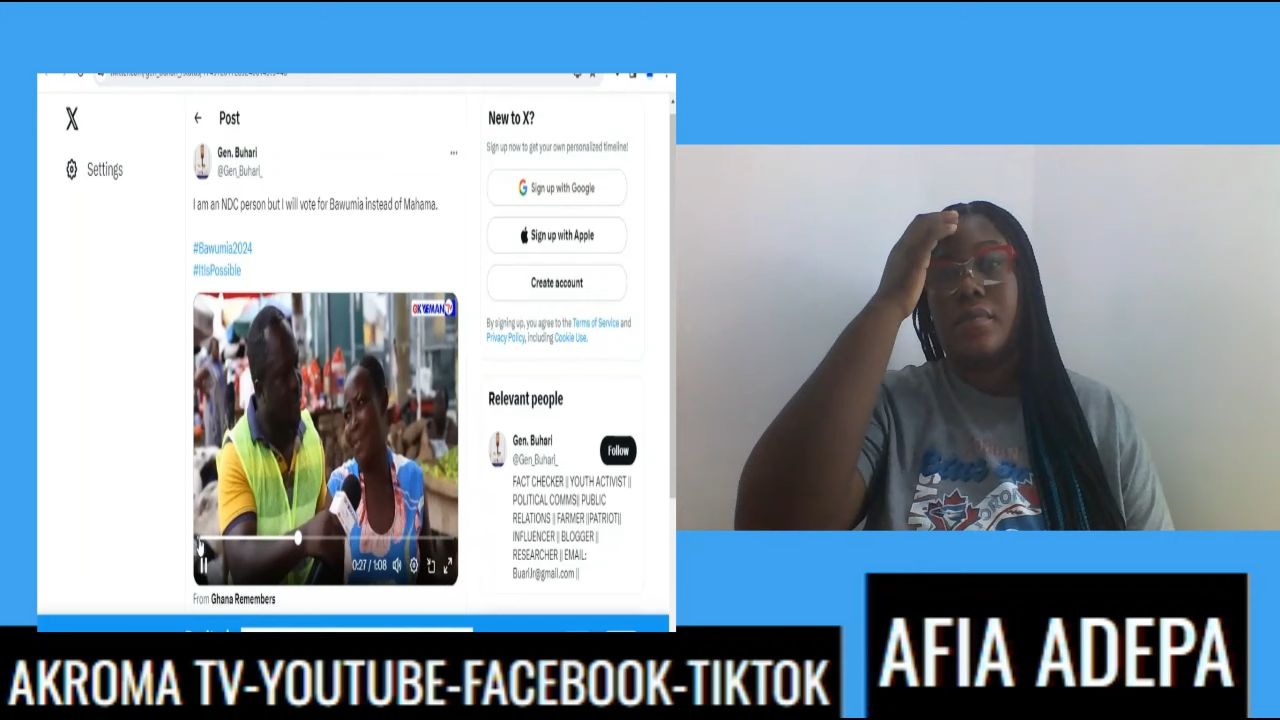 X
Settings
Post
Gen. Buhari
@Gen_Buhari_
I am an NDC person but I will vote for Bawumia instead of Mahama.
#Bawumia2024
#ItIsPossible
OKYEMAN TV
0:27 / 1:08
From Ghana Remembers
New to X?
Sign up now to get your own personalized timeline!
Sign up with Google
Sign up with Apple
Create account
By signing up, you agree to the Terms of Service and
Privacy Policy, including Cookie Use.
Relevant people
Gen. Buhari
@Gen_Buhari_
Follow
FACT CHECKER || YOUTH ACTIVIST ||
POLITICAL COMMS|| PUBLIC
RELATIONS || FARMER ||PATRIOT||
INFLUENCER || BLOGGER ||
RESEARCHER || EMAIL:
BuariJr@gmail.com ||
AKROMA TV-YOUTUBE-FACEBOOK-TIKTOK
AFIA ADEPA